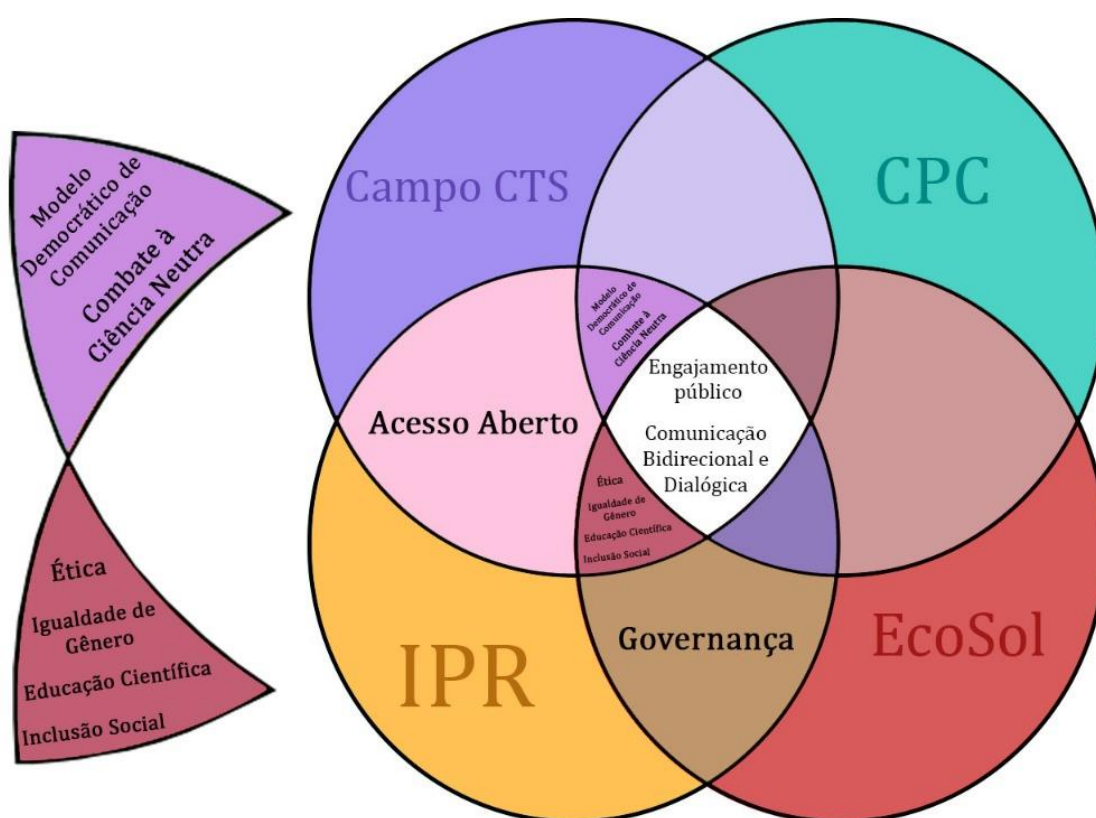 Modelo
Democrático de
Comunicação
Combate à
Ciência Neutra
Ética
Igualdade de
Gênero
Educação Científica
Inclusão Social
Campo CTS
CPC
Modelo
Democrático de
Comunicação
Combate à
Ciência Neutra
Engajamento
público
Comunicação
Bidirecional e
Dialógica
Acesso Aberto
Ética
Igualdade de
Gênero
Educação Científica
Inclusão Social
IPR
Governança
EcoSol